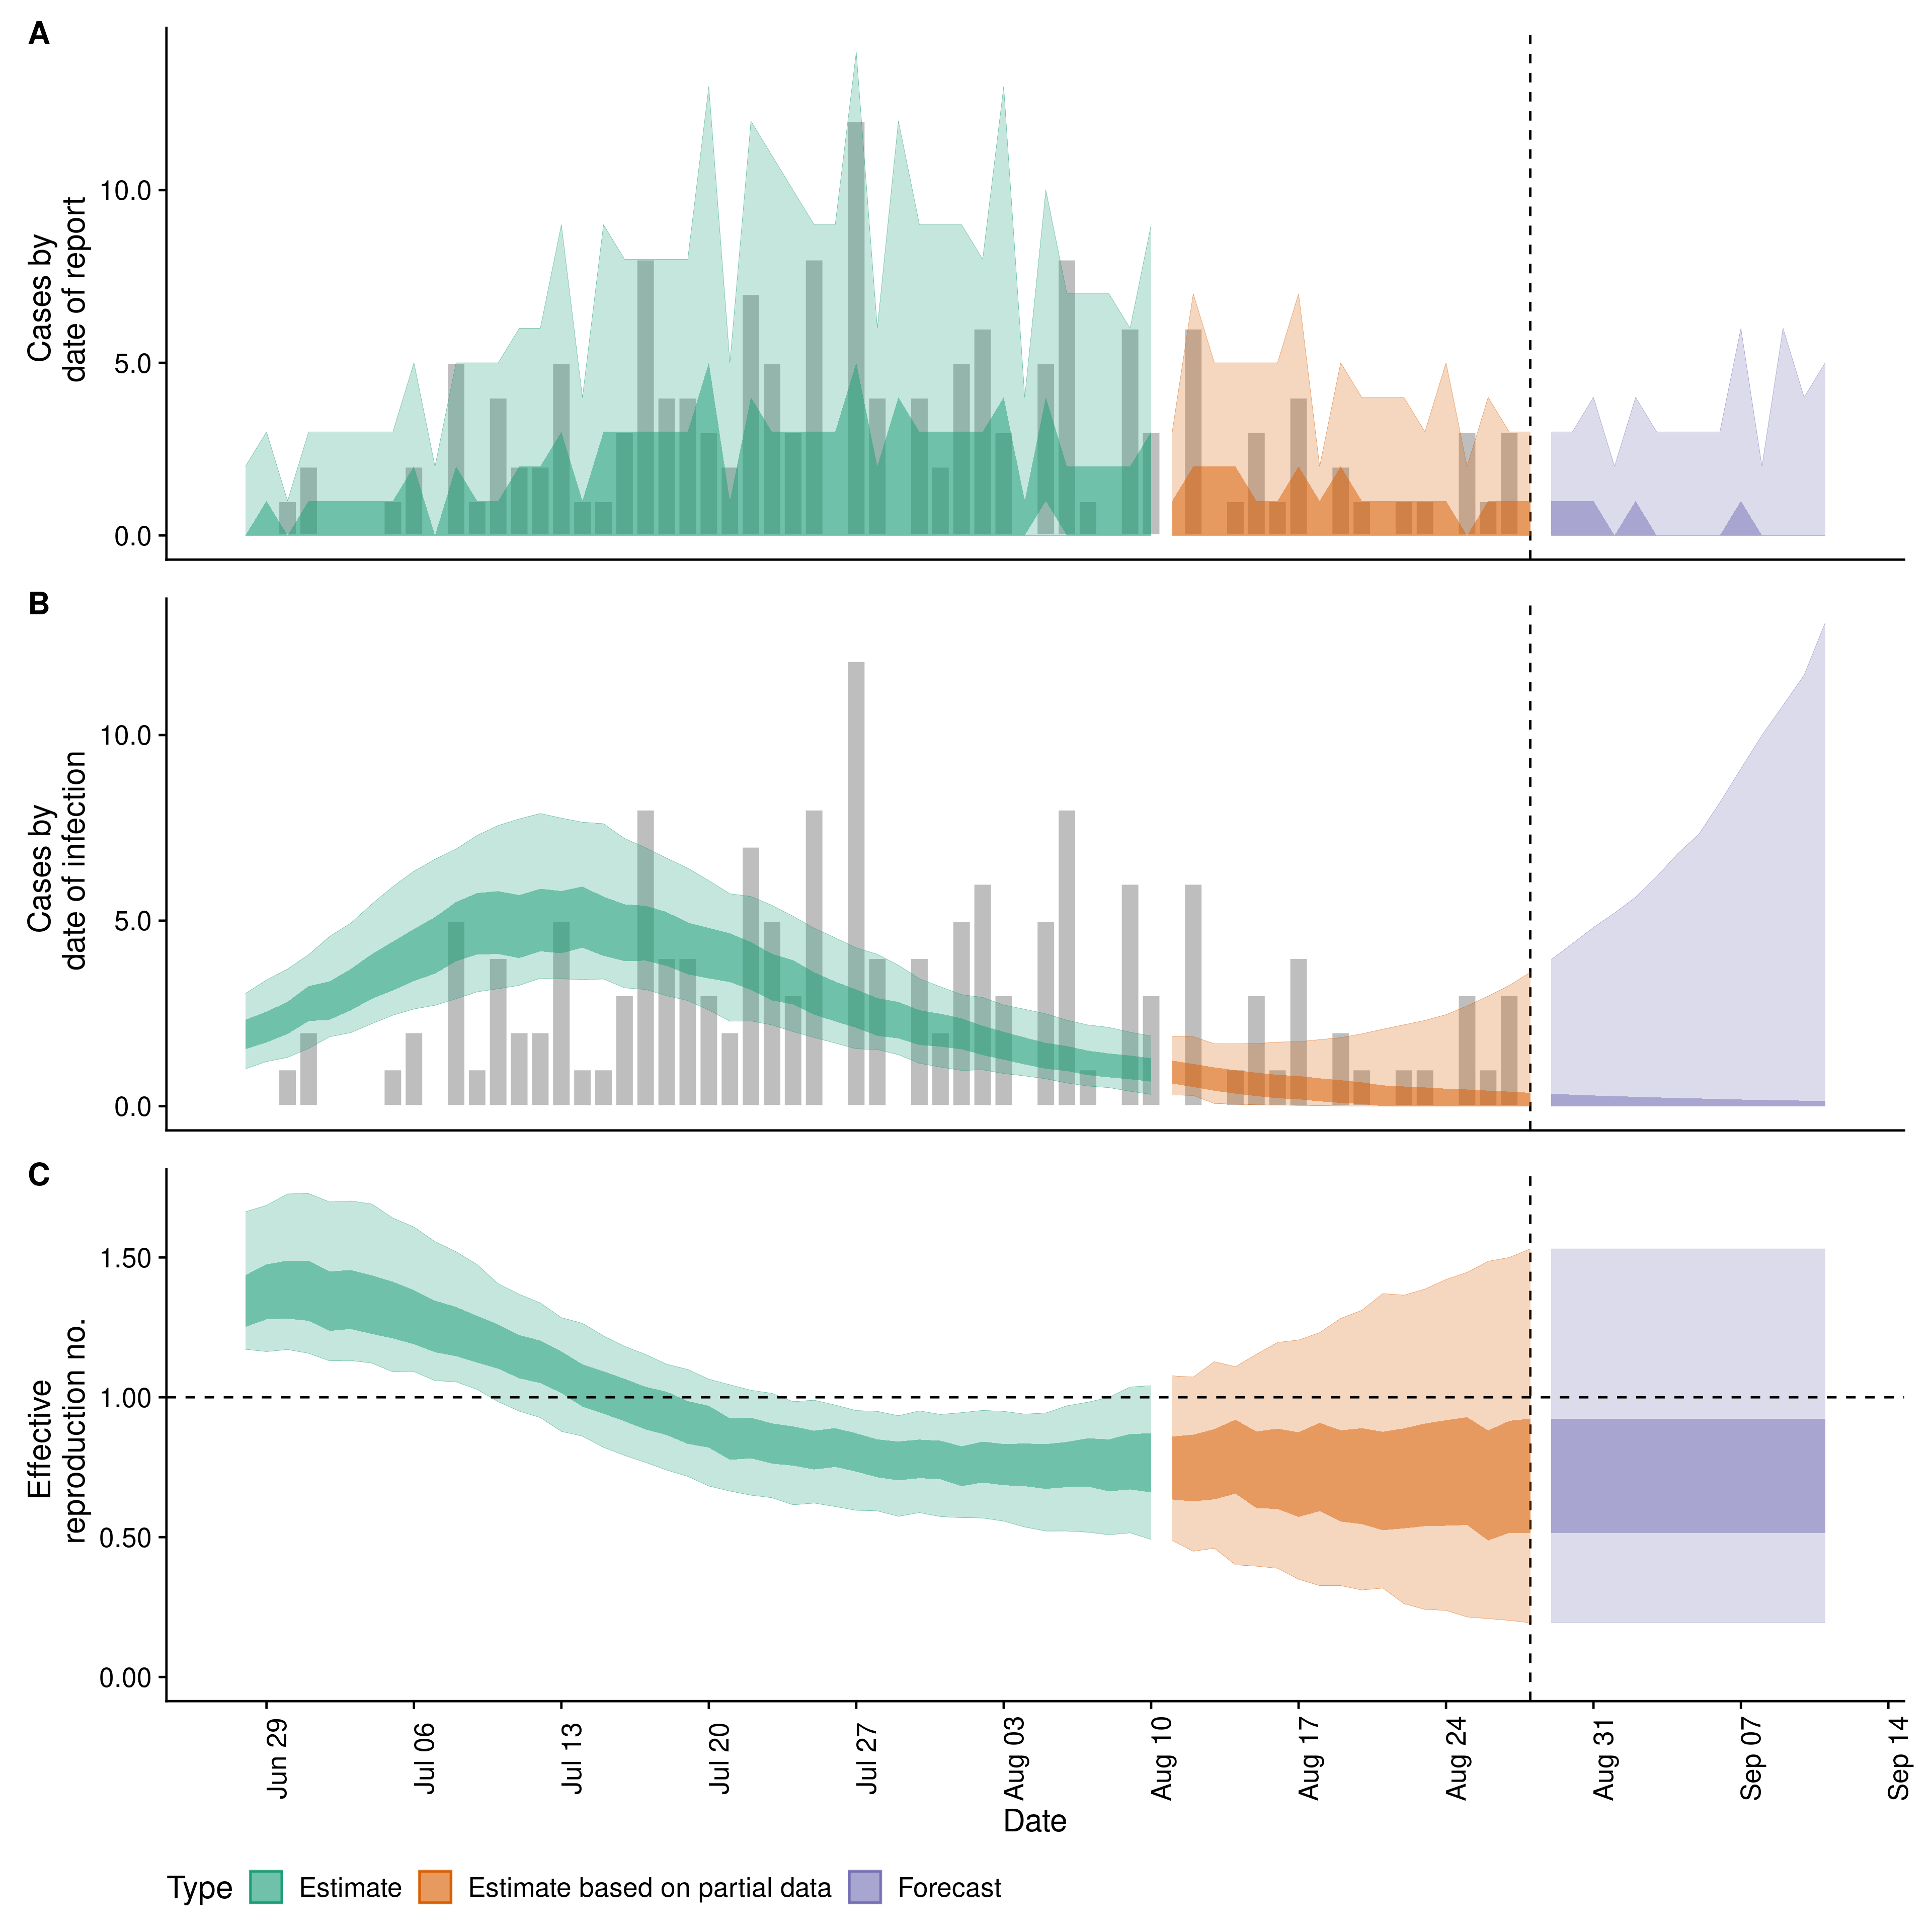 A
Cases by
date of report
10.0
5.0
0.0
B
Cases by
date of infection
10.0
5.0
0.0
C
Effective
reproduction no.
1.50
1.00
0.50
0.00
Jun 29
Jul 06
Jul 13
Jul 20
Jul 27
Aug 03
Aug 10
Aug 17
Aug 24
Aug 31
Sep 07
Sep 14
Date
Type Estimate Estimate based on partial data Forecast